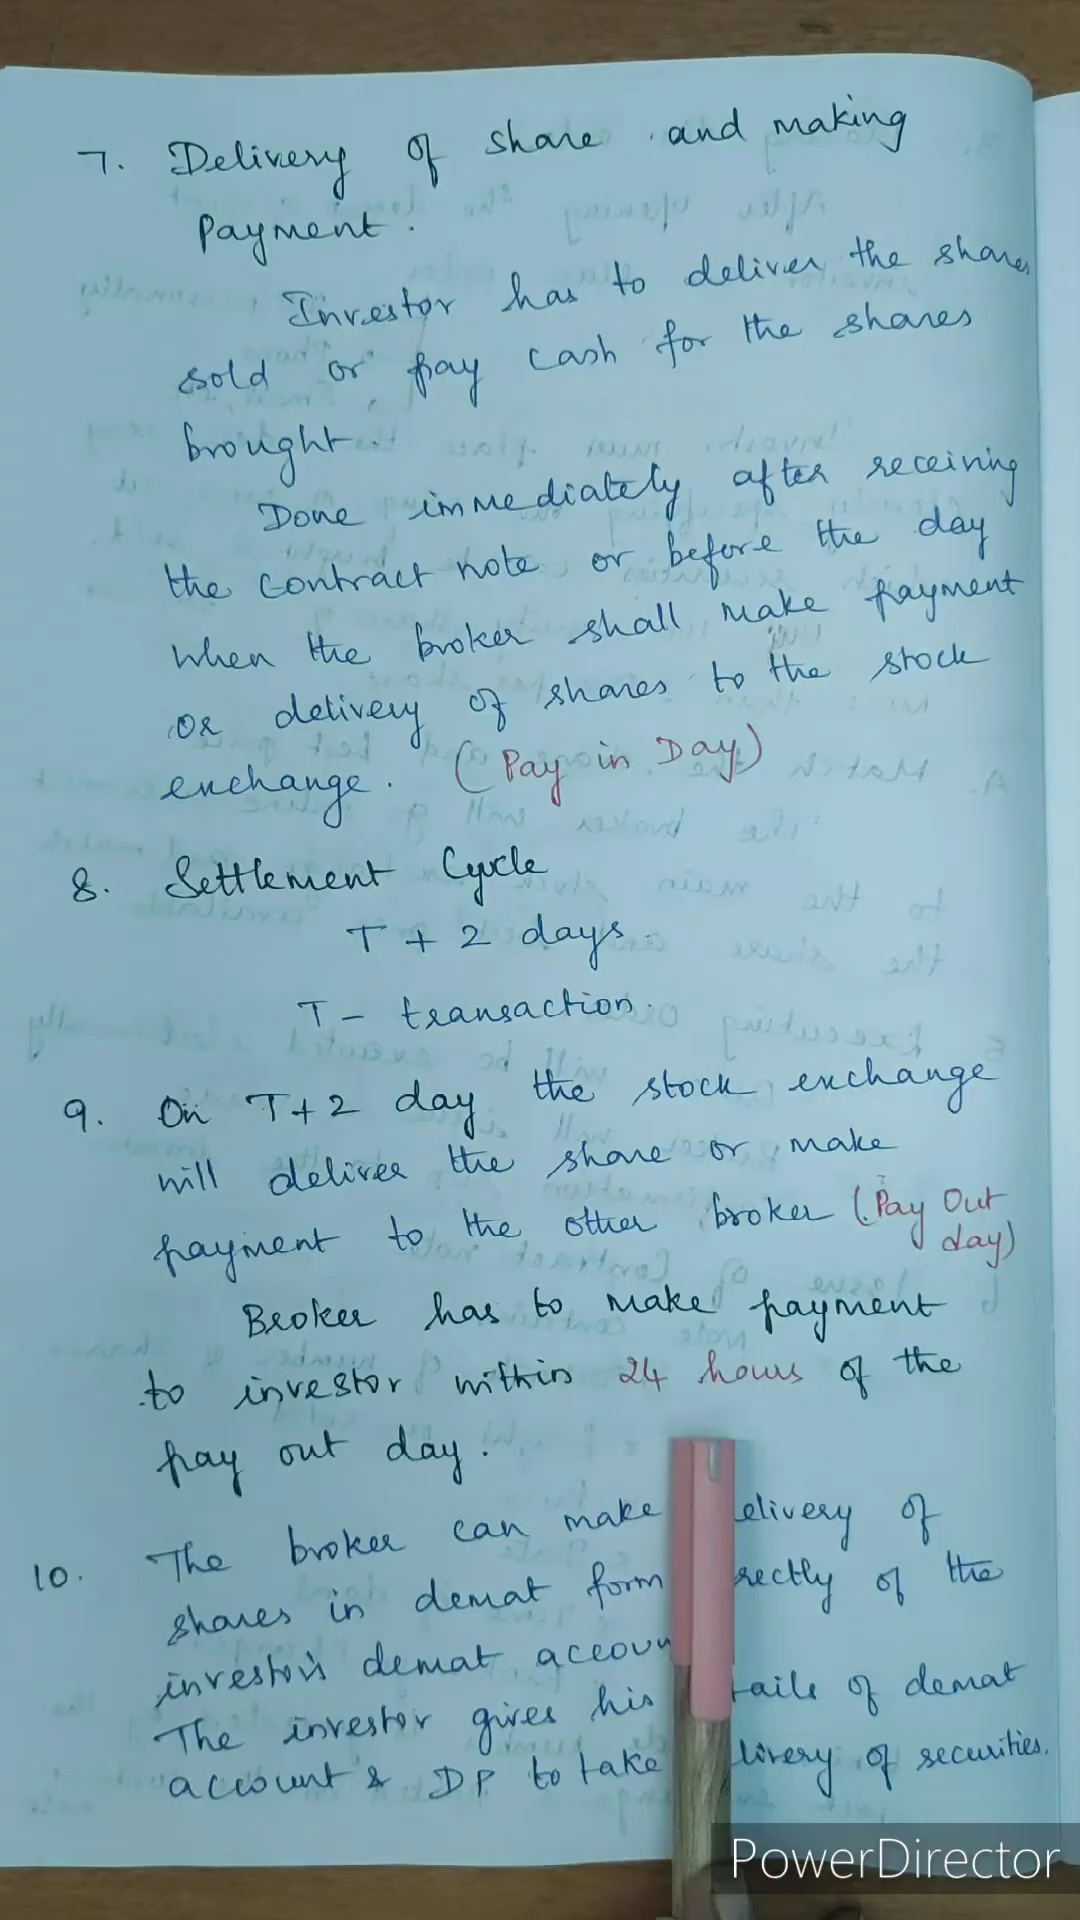 7. Delivery of share and making
Payment.
Investor has to deliver the shares
sold or pay cash for the shares
brought.
Done immediately after receiving
the contract note or before the day
when the broker shall make payment
or delivery of shares to the stock
exchange. (Pay in Day)
8. Settlement Cycle
T + 2 days.
T - transaction.
9. On T+2 day the stock exchange
will deliver the share or make
payment to the other broker (Pay Out
day)
Broker has to make payment
to investor within 24 hours of the
pay out day.
10. The broker can make elivery of
shares in demat form rectly of the
investor's demat accoun
The investor gives his tails of demat
account & DP to take livery of securities.
PowerDirector